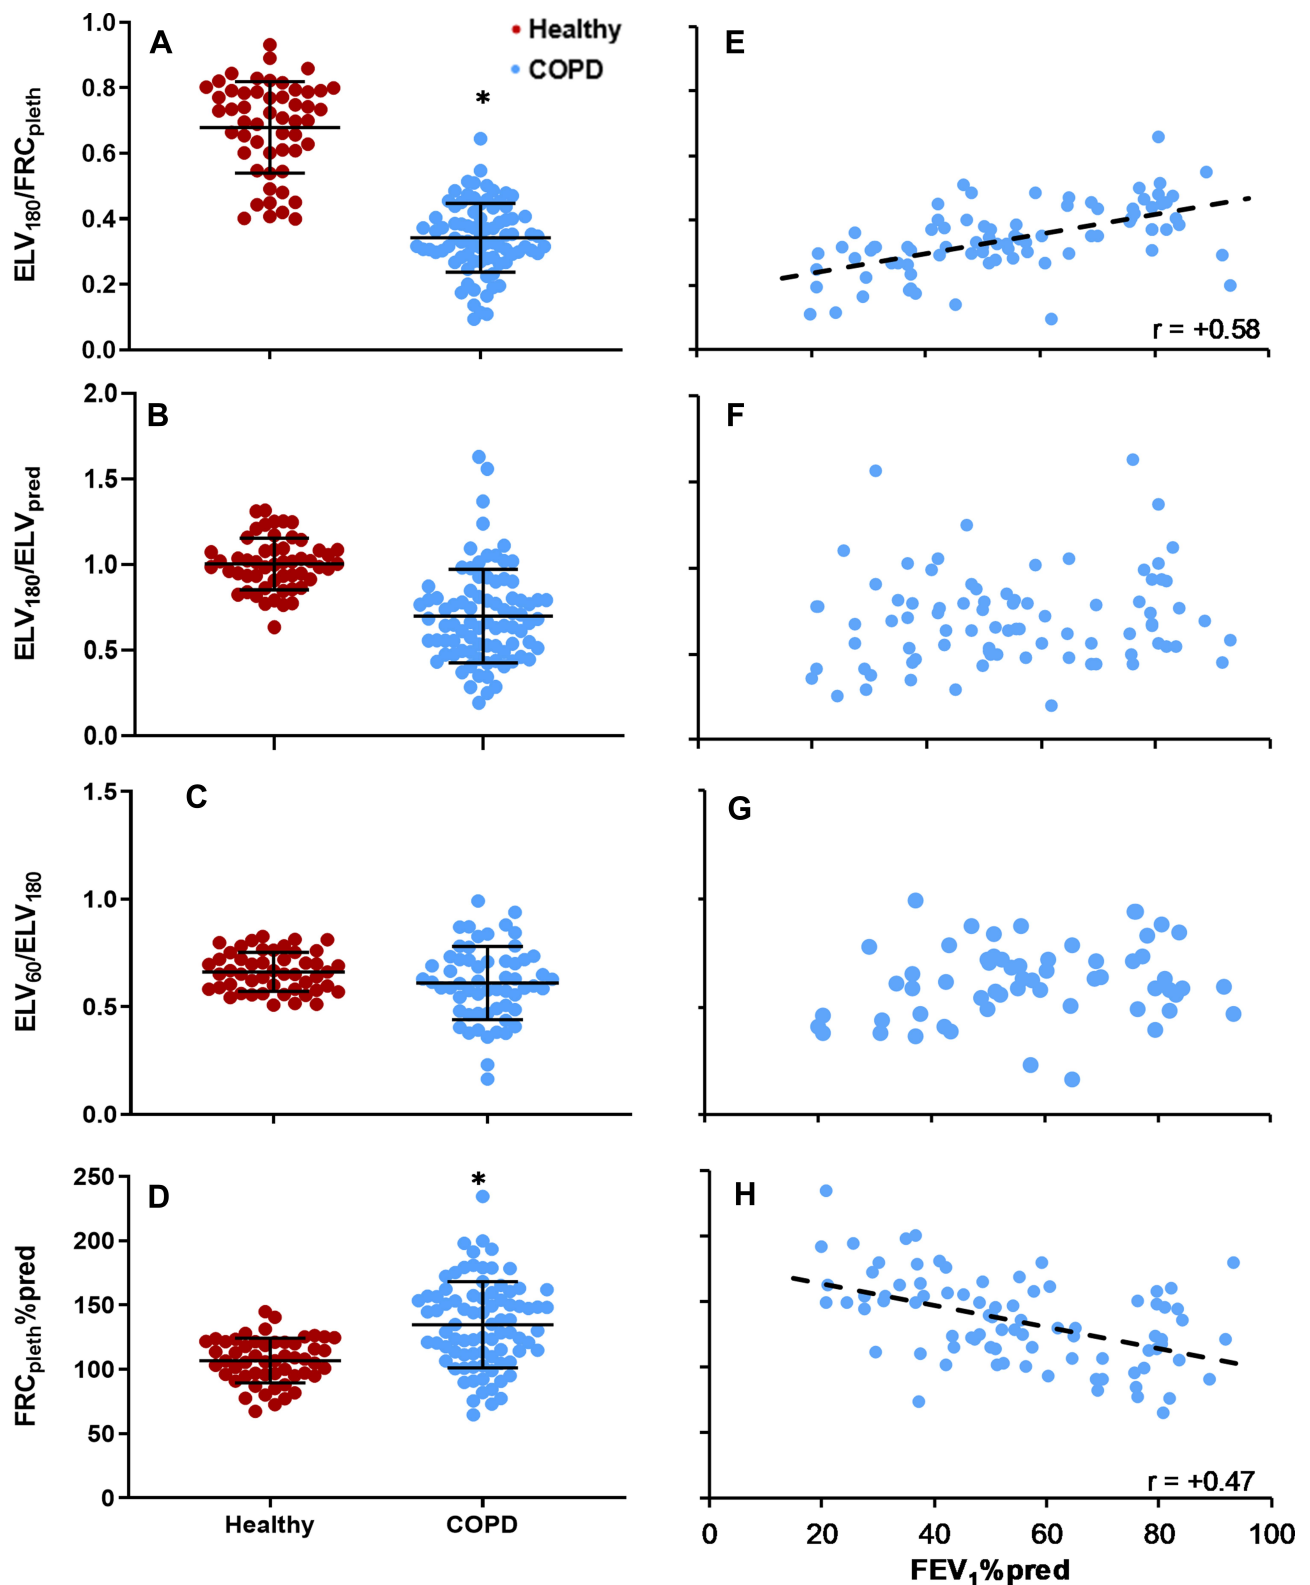 A
Healthy
COPD
*
ELV180/FRCpleth
1.0
0.8
0.6
0.4
0.2
0.0
E
r = +0.58
B
ELV180/ELVpred
2.0
1.5
1.0
0.5
0.0
F
C
ELV60/ELV180
1.5
1.0
0.5
0.0
G
D
*
FRCpleth%pred
250
200
150
100
50
0
Healthy
COPD
H
r = +0.47
0 20 40 60 80 100
FEV1%pred